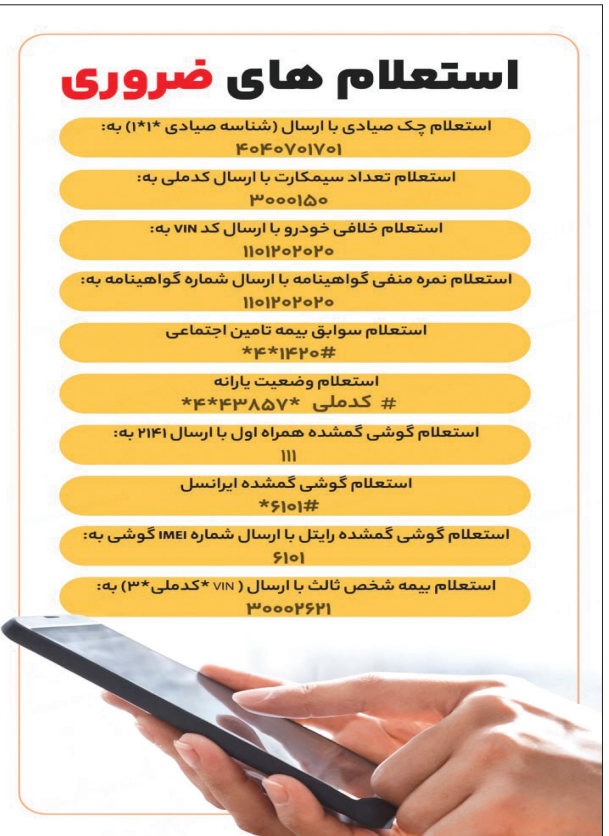 استعلام های ضروری
استعلام چک صیادی با ارسال (شناسه صیادی *۱*۱) به:
۴۰۴۰۷۰۱۷۰۱
استعلام تعداد سیمکارت با ارسال کدملی به:
۳۰۰۰۱۵۰
استعلام خلافی خودرو با ارسال کد VIN به:
۱۱۰۱۲۰۲۰۲۰
استعلام نمره منفی گواهینامه با ارسال شماره گواهینامه به:
۱۱۰۱۲۰۲۰۲۰
استعلام سوابق بیمه تامین اجتماعی
*۴*۱۴۲۰#
استعلام وضعیت یارانه
# کدملی *۴۳۸۵۷*۴*
استعلام گوشی گمشده همراه اول با ارسال ۲۱۴۱ به:
۱۱۱
استعلام گوشی گمشده ایرانسل
*۶۱۰۱#
استعلام گوشی گمشده رایتل با ارسال شماره IMEI گوشی به:
۶۱۰۱
استعلام بیمه شخص ثالث با ارسال ( VIN *کدملی*۳) به:
۳۰۰۰۲۶۲۱